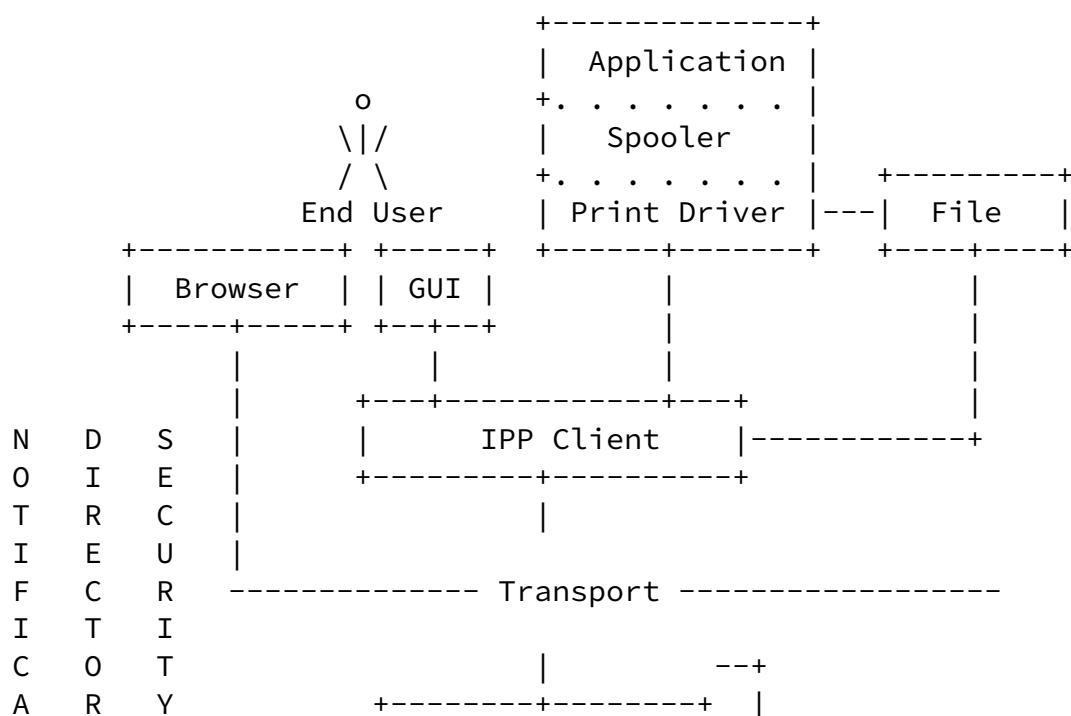 Application
Spooler
End User
Print Driver
File
Browser
GUI
N D S
IPP Client
O I E
T R C
I E U
F C R
Transport
I T I
C O T
A R Y